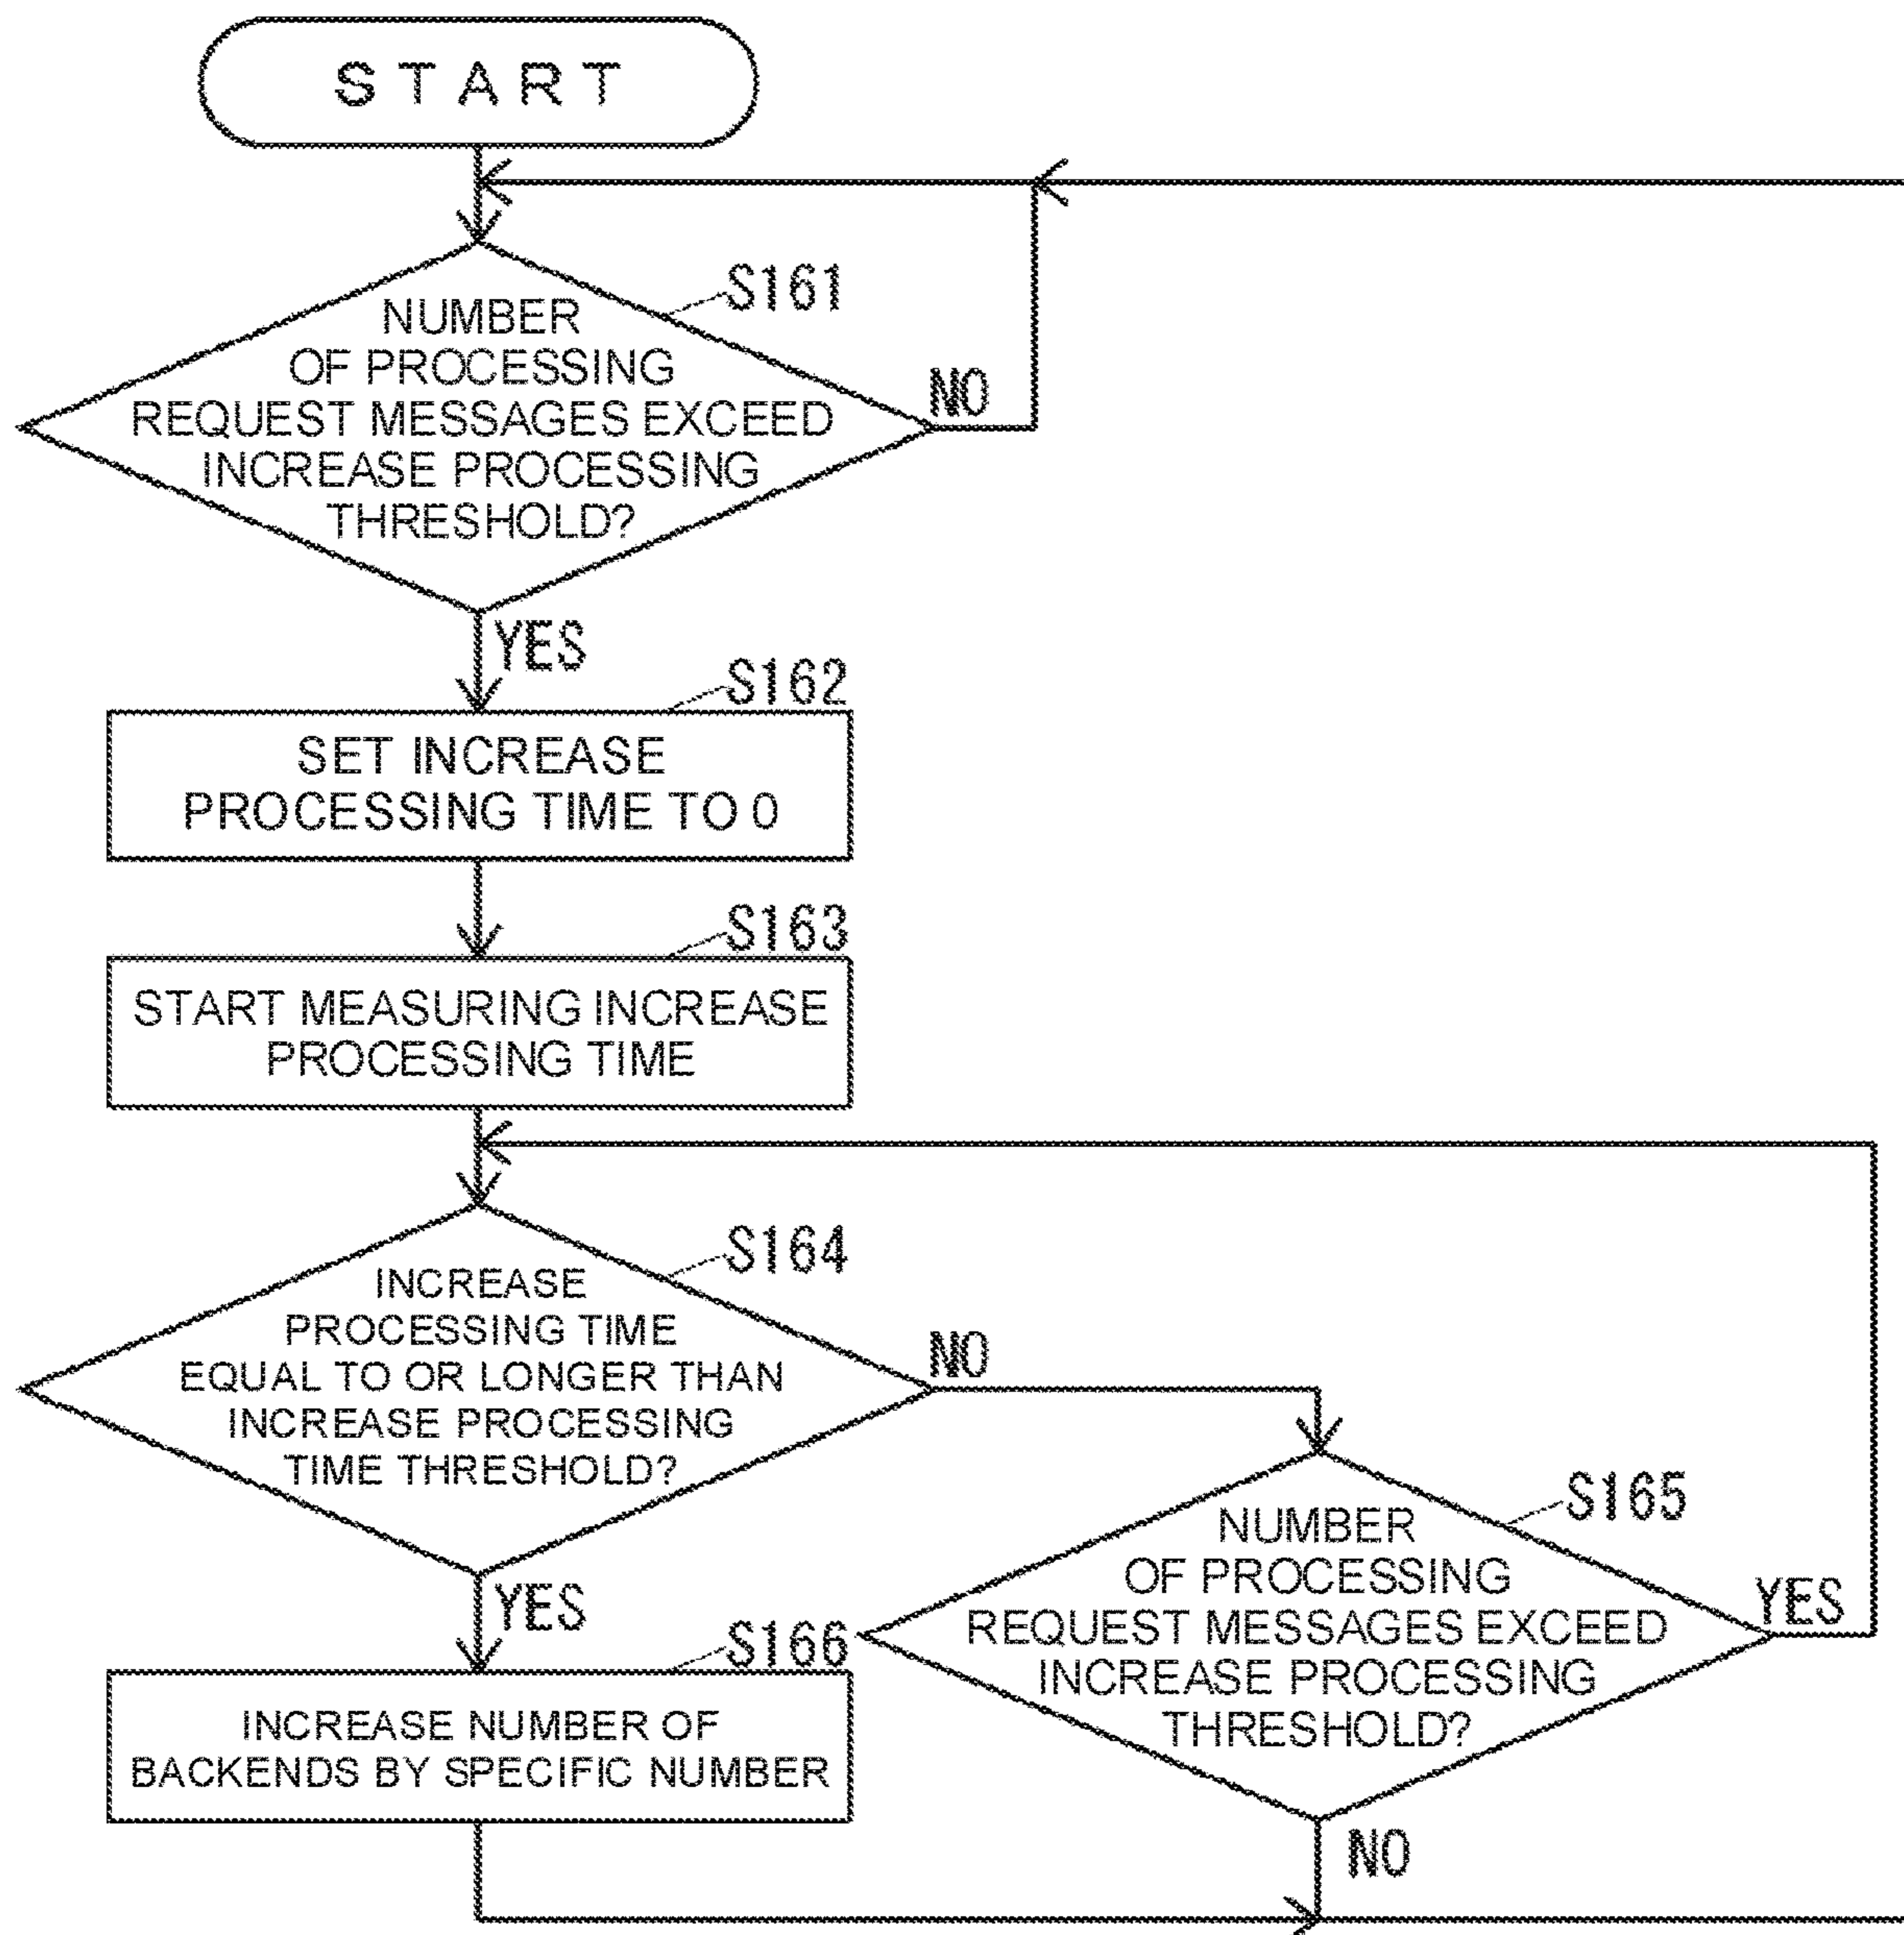 START
S161
NUMBER
OF PROCESSING
REQUEST MESSAGES EXCEED
INCREASE PROCESSING
THRESHOLD?
NO
YES
S162
SET INCREASE
PROCESSING TIME TO 0
S163
START MEASURING INCREASE
PROCESSING TIME
S164
INCREASE
PROCESSING TIME
EQUAL TO OR LONGER THAN
INCREASE PROCESSING
TIME THRESHOLD?
NO
YES
S165
NUMBER
OF PROCESSING
REQUEST MESSAGES EXCEED
INCREASE PROCESSING
THRESHOLD?
YES
NO
S166
INCREASE NUMBER OF
BACKENDS BY SPECIFIC NUMBER